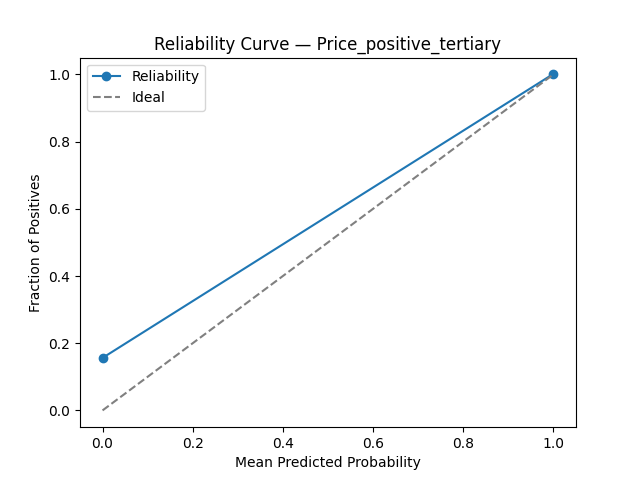 Reliability Curve — Price_positive_tertiary
Reliability
Ideal
Fraction of Positives
1.0
0.8
0.6
0.4
0.2
0.0
0.0 0.2 0.4 0.6 0.8 1.0
Mean Predicted Probability